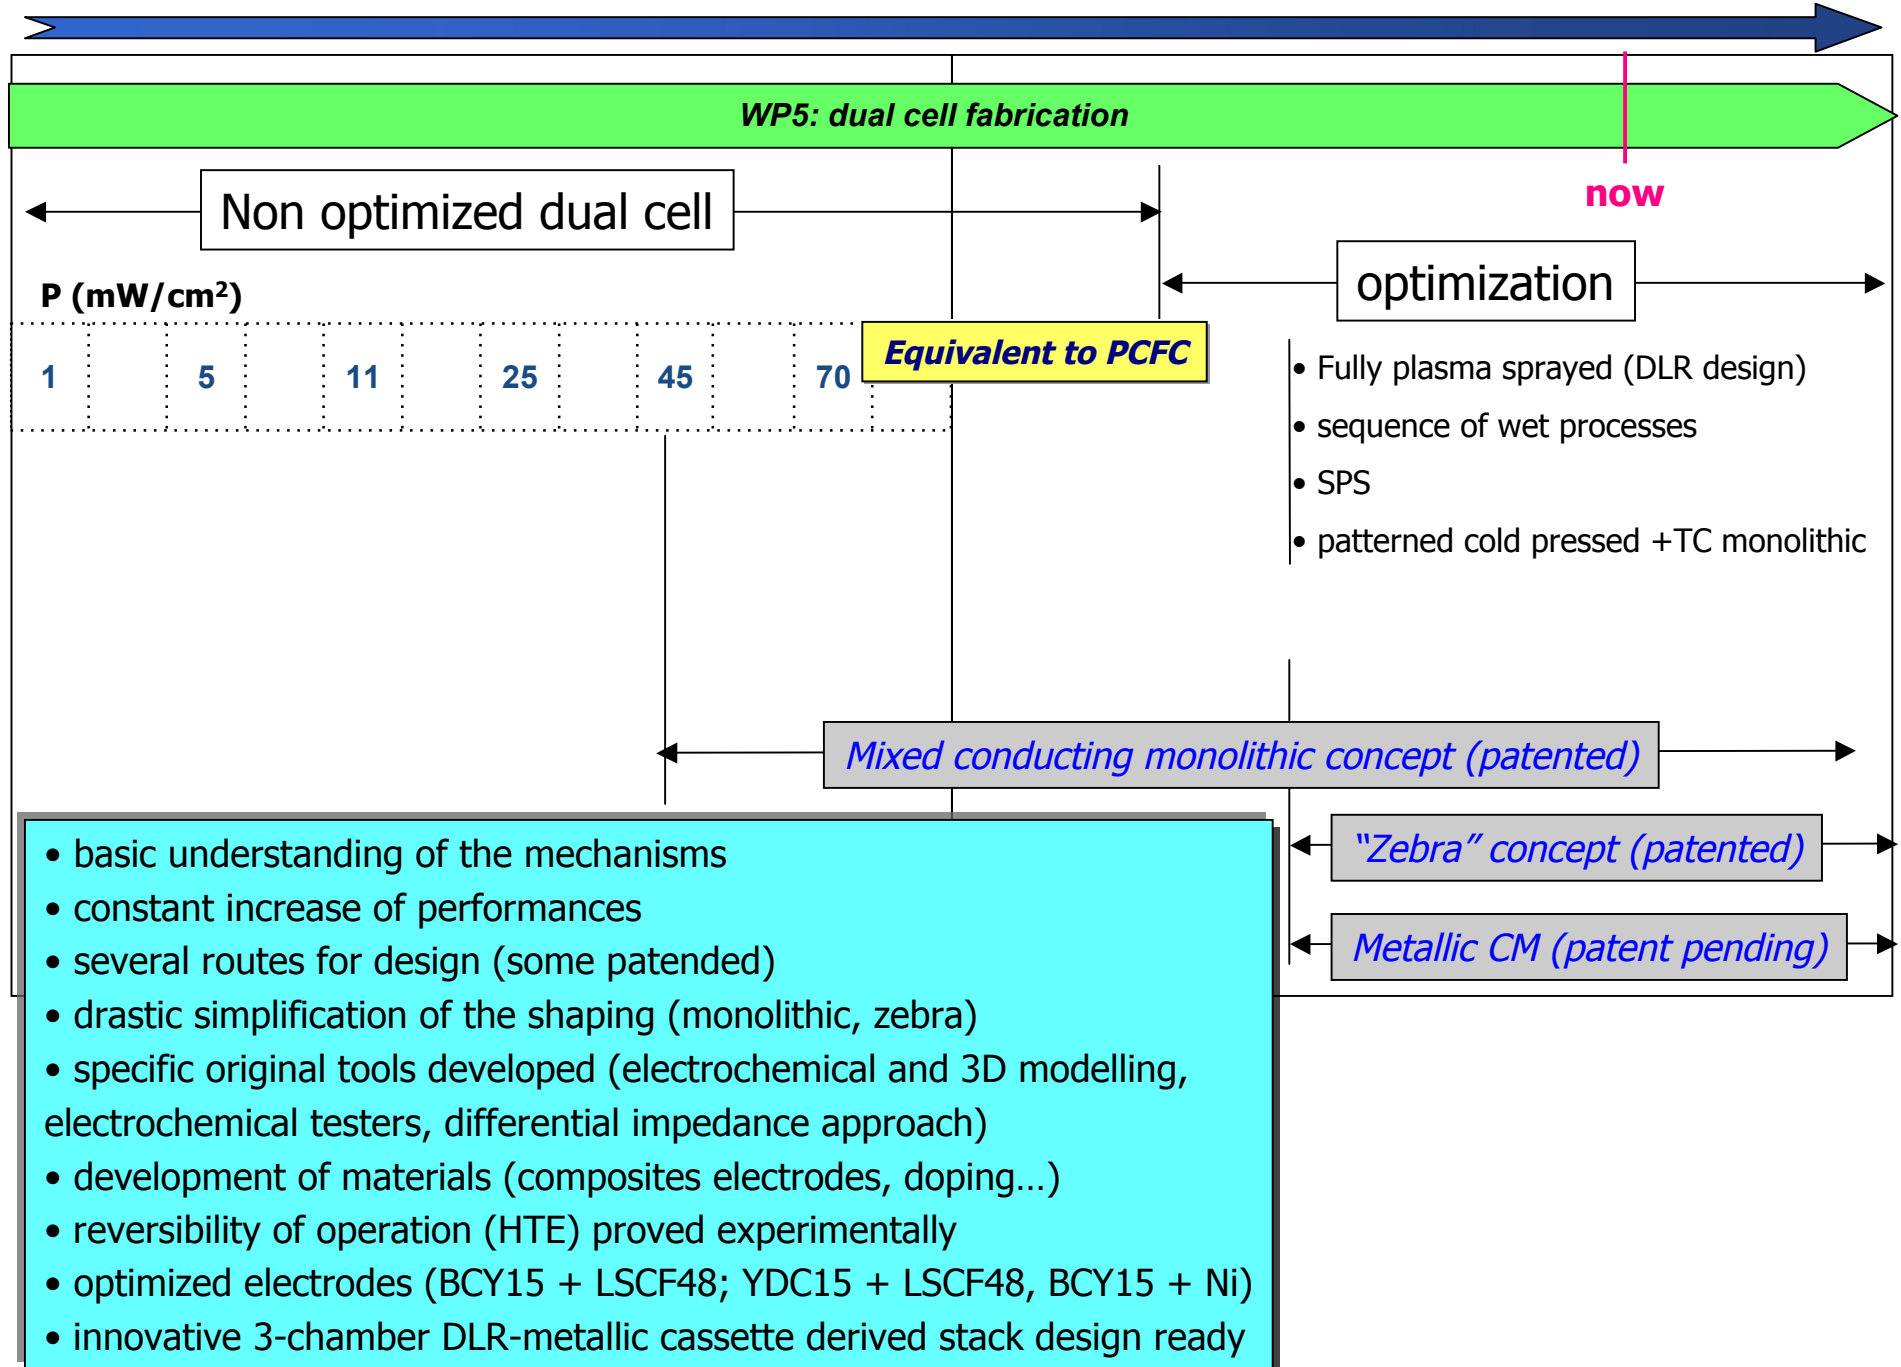 WP5: dual cell fabrication
now
Non optimized dual cell
optimization
P (mW/cm²)
1 5 11 25 45 70
Equivalent to PCFC
• Fully plasma sprayed (DLR design)
• sequence of wet processes
• SPS
• patterned cold pressed +TC monolithic
Mixed conducting monolithic concept (patented)
“Zebra” concept (patented)
Metallic CM (patent pending)
• basic understanding of the mechanisms
• constant increase of performances
• several routes for design (some patended)
• drastic simplification of the shaping (monolithic, zebra)
• specific original tools developed (electrochemical and 3D modelling,
electrochemical testers, differential impedance approach)
• development of materials (composites electrodes, doping…)
• reversibility of operation (HTE) proved experimentally
• optimized electrodes (BCY15 + LSCF48; YDC15 + LSCF48, BCY15 + Ni)
• innovative 3-chamber DLR-metallic cassette derived stack design ready